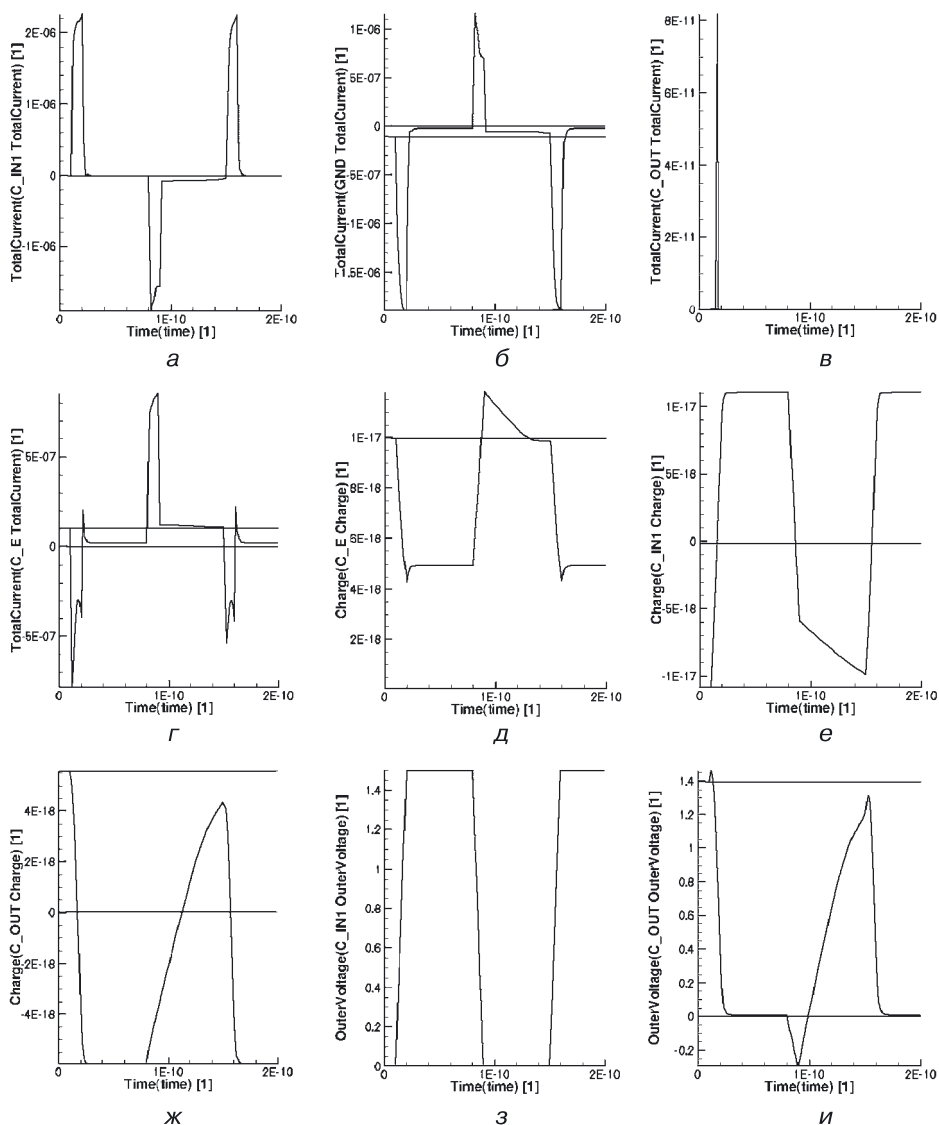 TotalCurrent(C_IN1 TotalCurrent) [1]
2E-06
1E-06
0
-1E-06
0
1E-10
2E-10
Time(time) [1]
а
TotalCurrent(GND TotalCurrent) [1]
1E-06
5E-07
0
-5E-07
-1E-06
1.5E-06
0
1E-10
2E-10
Time(time) [1]
б
TotalCurrent(C_OUT TotalCurrent) [1]
8E-11
6E-11
4E-11
2E-11
0
0
1E-10
2E-10
Time(time) [1]
в
TotalCurrent(C_E TotalCurrent) [1]
5E-07
0
-5E-07
0
1E-10
2E-10
Time(time) [1]
г
Charge(C_E Charge) [1]
1E-17
8E-18
6E-18
4E-18
2E-18
0
1E-10
2E-10
Time(time) [1]
д
Charge(C_IN1 Charge) [1]
1E-17
5E-18
0
-5E-18
-1E-17
0
1E-10
2E-10
Time(time) [1]
е
Charge(C_OUT Charge) [1]
4E-18
2E-18
0
-2E-18
-4E-18
0
1E-10
2E-10
Time(time) [1]
ж
OuterVoltage(C_IN1 OuterVoltage) [1]
1.4
1.2
1
0.8
0.6
0.4
0.2
0
0
1E-10
2E-10
Time(time) [1]
з
OuterVoltage(C_OUT OuterVoltage) [1]
1.4
1.2
1
0.8
0.6
0.4
0.2
0
-0.2
0
1E-10
2E-10
Time(time) [1]
и